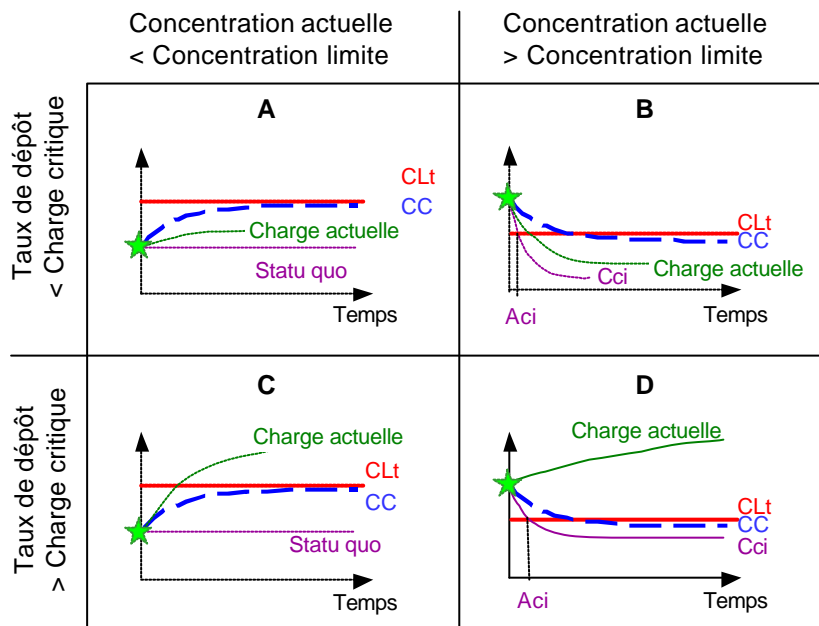 Concentration actuelle
< Concentration limite
Concentration actuelle
> Concentration limite
Taux de dépôt
< Charge critique
A
CLt
CC
Charge actuelle
Statu quo
Temps
B
CLt
CC
Charge actuelle
Cci
Temps
Aci
Taux de dépôt
> Charge critique
C
Charge actuelle
CLt
CC
Statu quo
Temps
D
Charge actuelle
CLt
CC
Cci
Temps
Aci